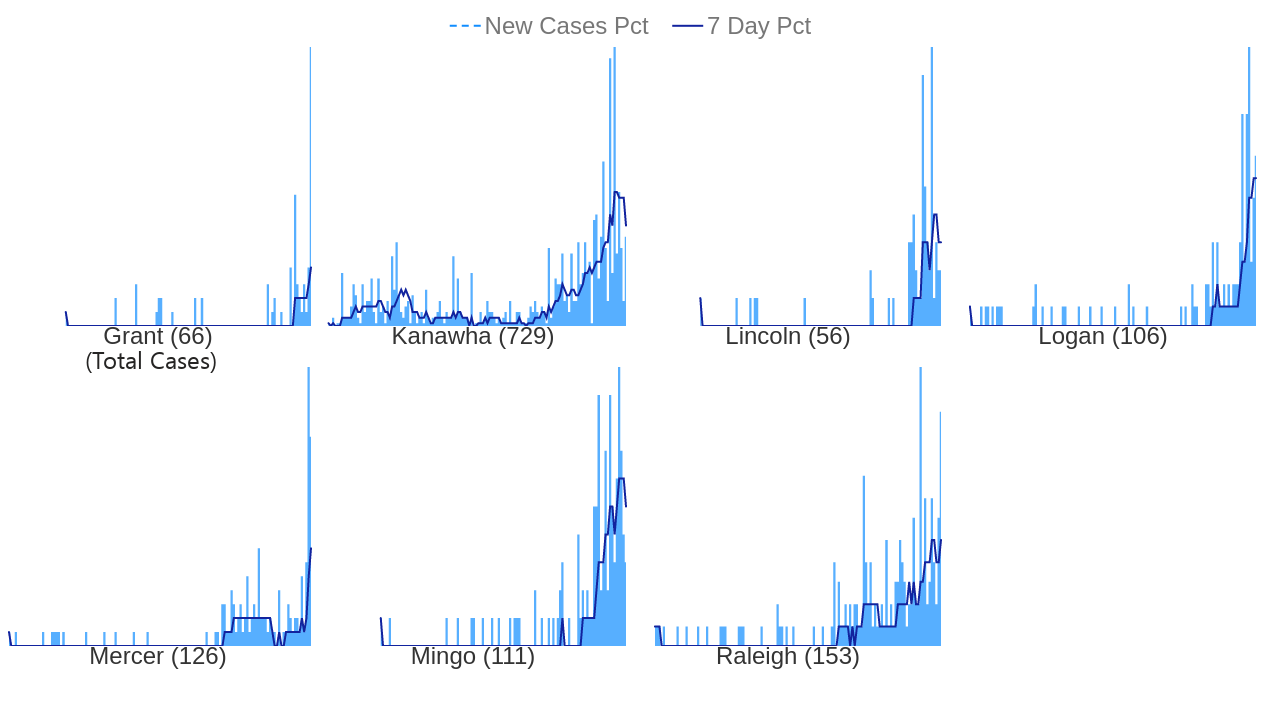 New Cases Pct 7 Day Pct
Grant (66) Kanawha (729) Lincoln (56) Logan (106)
(Total Cases)
Mercer (126) Mingo (111) Raleigh (153)